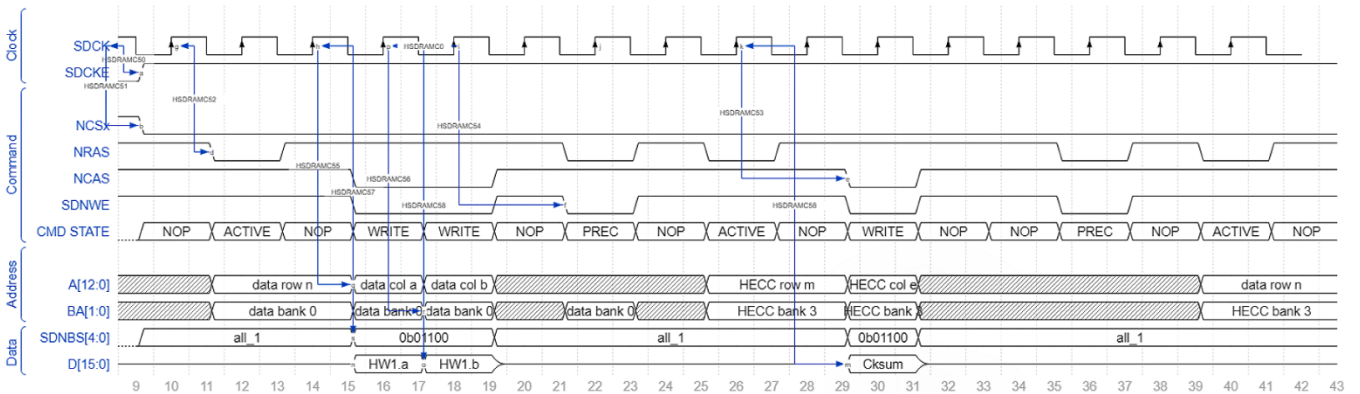 Clock
SDCK
g h p HSDRAMC0 i j k
HSDRAMC50
SDCKE
a
HSDRAMC51
HSDRAMC52
Command
NCSx
b
HSDRAMC53
HSDRAMC54
NRAS
d
HSDRAMC55
HSDRAMC56
NCAS
e
HSDRAMC57
SDNWE
HSDRAMC58 f HSDRAMC58
CMD STATE NOP ACTIVE NOP WRITE WRITE NOP PREC NOP ACTIVE NOP WRITE NOP NOP PREC NOP ACTIVE NOP
Address
A[12:0] data row n data col a data col b HECC row m HECC col e data row n
BA[1:0] data bank 0 data bank 0 data bank 0 data bank 0 HECC bank 3 HECC bank 3 HECC bank 3
Data
SDNBS[4:0] all_1 0b01100 all_1 0b01100 all_1
D[15:0] HW1.a HW1.b m Cksum
9 10 11 12 13 14 15 16 17 18 19 20 21 22 23 24 25 26 27 28 29 30 31 32 33 34 35 36 37 38 39 40 41 42 43